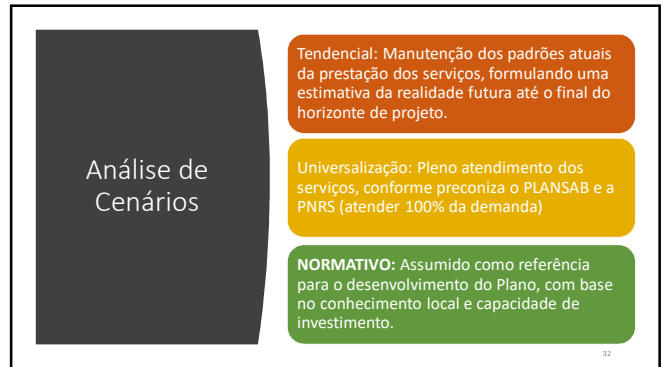 Análise de
Cenários
Tendencial: Manutenção dos padrões atuais
da prestação dos serviços, formulando uma
estimativa da realidade futura até o final do
horizonte de projeto.
Universalização: Pleno atendimento dos
serviços, conforme preconiza o PLANSAB e a
PNRS (atender 100% da demanda)
NORMATIVO: Assumido como referência
para o desenvolvimento do Plano, com base
no conhecimento local e capacidade de
investimento.
32